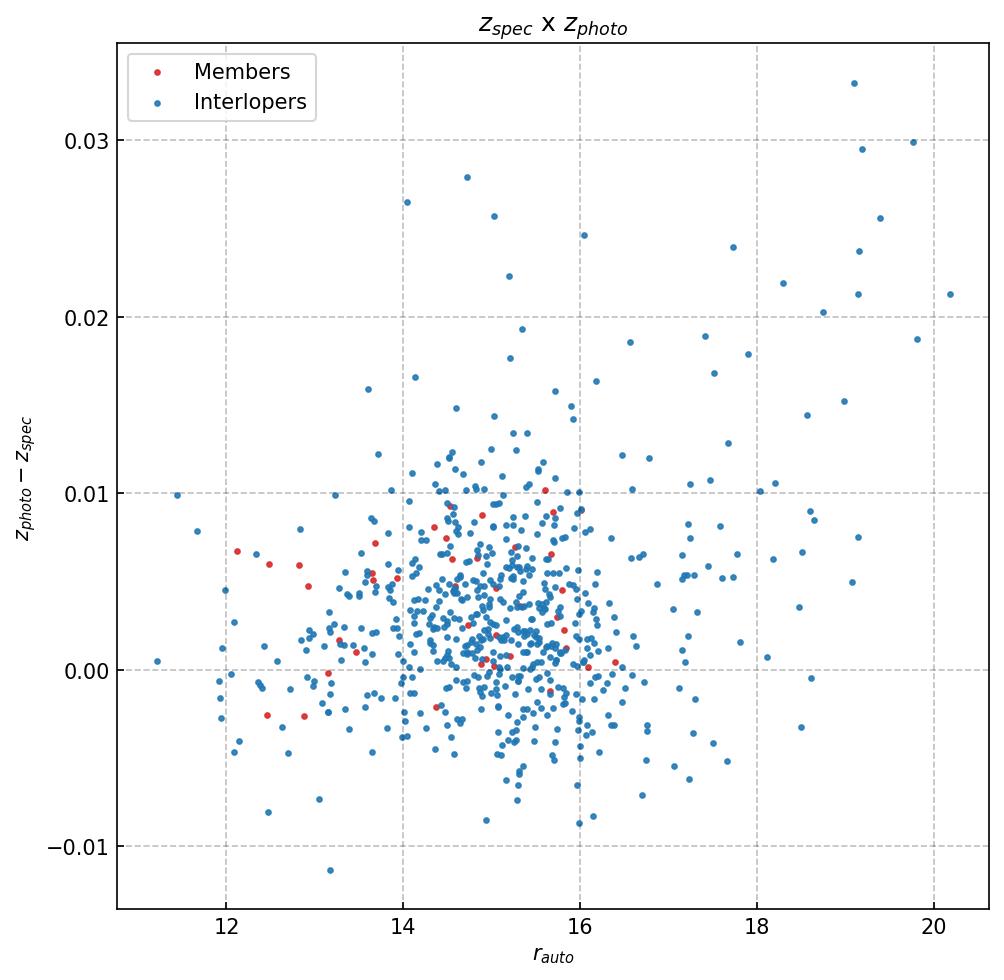 z_spec x z_photo
Members
Interlopers
0.03
0.02
0.01
0.00
−0.01
z_photo − z_spec
12
14
16
18
20
r_auto